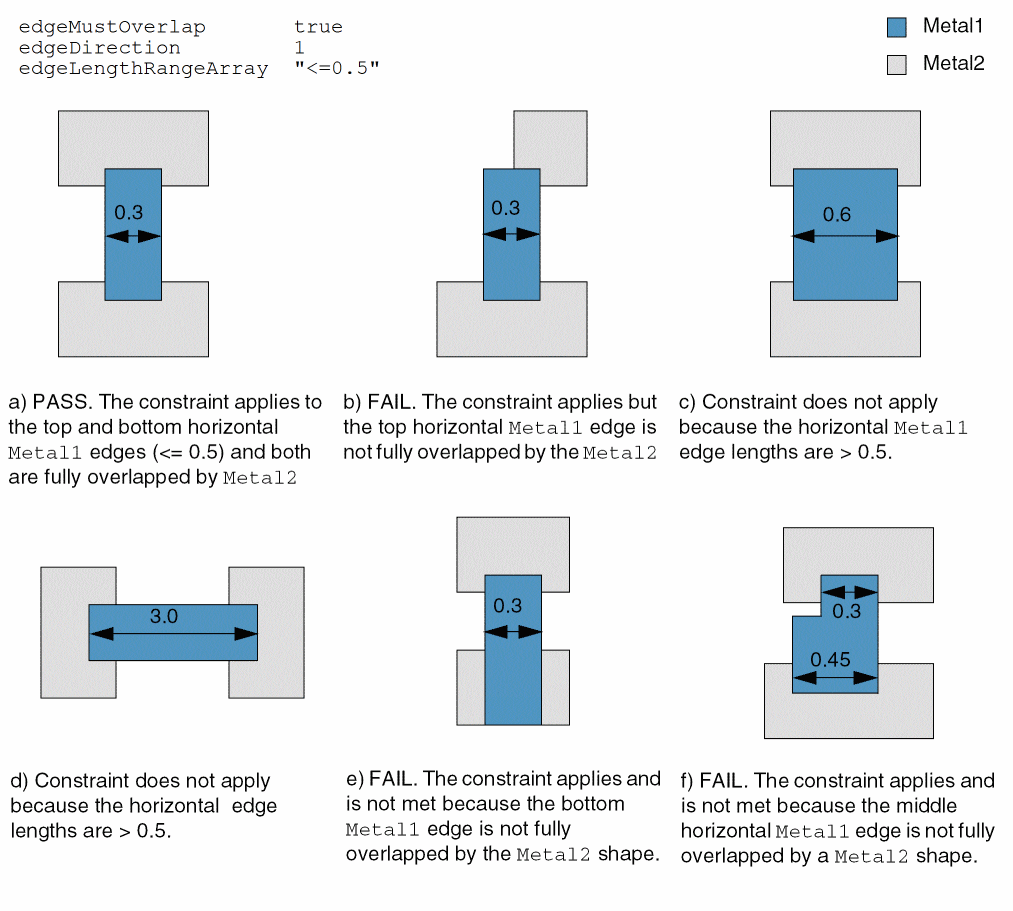 edgeMustOverlap true
edgeDirection 1
edgeLengthRangeArray "<=0.5"
Metal1
Metal2
0.3
0.3
0.6
a) PASS. The constraint applies to
the top and bottom horizontal
Metal1 edges (<= 0.5) and both
are fully overlapped by Metal2
b) FAIL. The constraint applies but
the top horizontal Metal1 edge is
not fully overlapped by the Metal2
c) Constraint does not apply
because the horizontal Metal1
edge lengths are > 0.5.
3.0
0.3
0.3
0.45
d) Constraint does not apply
because the horizontal edge
lengths are > 0.5.
e) FAIL. The constraint applies and
is not met because the bottom
Metal1 edge is not fully
overlapped by the Metal2 shape.
f) FAIL. The constraint applies and
is not met because the middle
horizontal Metal1 edge is not fully
overlapped by a Metal2 shape.